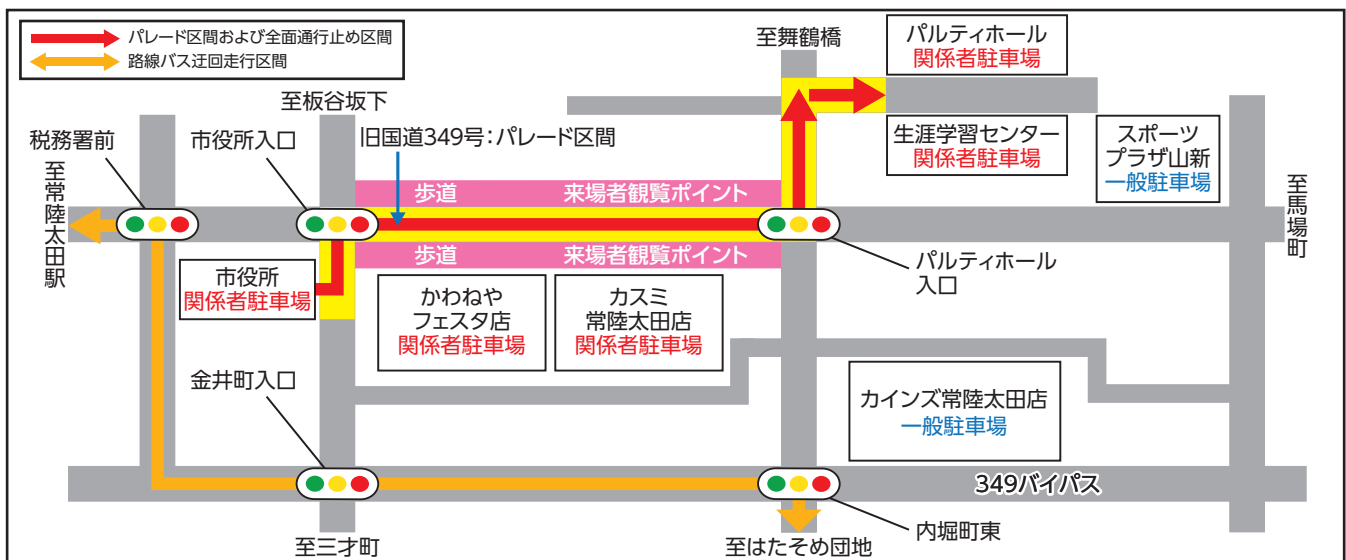 パレード区間および全面通行止め区間
路線バス迂回走行区間
至舞鶴橋
パルティホール
関係者駐車場
至板谷坂下
税務署前
市役所入口
旧国道349号：パレード区間
生涯学習センター
関係者駐車場
スポーツ
プラザ山新
一般駐車場
至常陸太田駅
歩道
来場者観覧ポイント
至馬場町
歩道
来場者観覧ポイント
パルティホール
入口
市役所
関係者駐車場
かわねや
フェスタ店
関係者駐車場
カスミ
常陸太田店
関係者駐車場
金井町入口
カインズ常陸太田店
一般駐車場
349バイパス
内堀町東
至三才町
至はたそめ団地